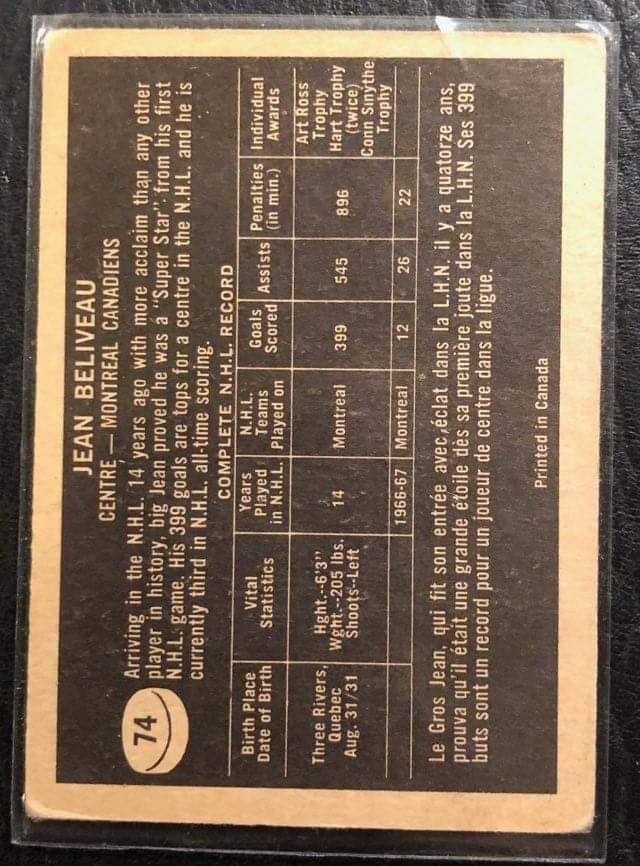 74
JEAN BELIVEAU
CENTRE — MONTREAL CANADIENS
Arriving in the N.H.L. 14 years ago with more acclaim than any other
player in history, big Jean proved he was a "Super Star" from his first
N.H.L. game. His 399 goals are tops for a centre in the N.H.L. and he is
currently third in N.H.L. all-time scoring.
COMPLETE N.H.L. RECORD
Birth Place Date of Birth | Vital Statistics | Years Played in N.H.L. | N.H.L. Teams Played on | Goals Scored | Assists | Penalties (in min.) | Individual Awards
Three Rivers, Quebec Aug. 31/31 | Hght.--6'3" Wght.--205 lbs. Shoots--Left | 14 | Montreal | 399 | 545 | 896 | Art Ross Trophy Hart Trophy (twice) Conn Smythe Trophy
1966-67 | Montreal | 12 | 26 | 22
Le Gros Jean, qui fit son entrée avec éclat dans la L.H.N. il y a quatorze ans,
prouva qu'il était une grande étoile dès sa première joute dans la L.H.N. Ses 399
buts sont un record pour un joueur de centre dans la ligue.
Printed in Canada